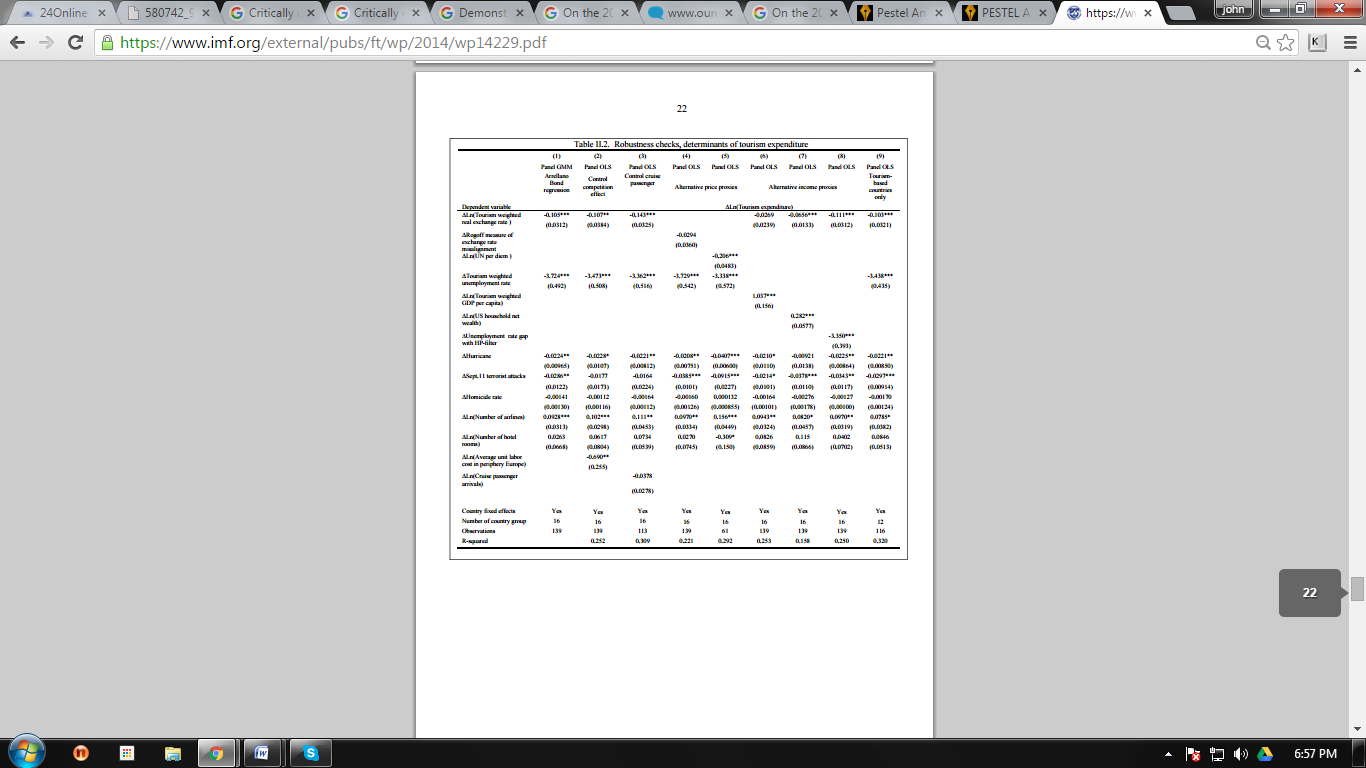 24Online
580742_S
Critically
Critically
Demonst
On the 20
www.oure
On the 20
Pestel An
PESTEL A
https://w
john
https://www.imf.org/external/pubs/ft/wp/2014/wp14229.pdf
22
Table II.2. Robustness checks, determinants of tourism expenditure
(1) (2) (3) (4) (5) (6) (7) (8) (9)
Panel GMM Panel OLS Panel OLS Panel OLS Panel OLS Panel OLS Panel OLS Panel OLS Panel OLS
Arrellano Bond regression
Control competition effect
Control cruise passenger
Alternative price proxies
Alternative income proxies
Tourism-based countries only
Dependent variable ΔLn(Tourism expenditure)
ΔLn(Tourism weighted -0.105*** -0.107** -0.143*** -0.0269 -0.0656*** -0.111*** -0.103***
real exchange rate ) (0.0312) (0.0384) (0.0325) (0.0239) (0.0133) (0.0312) (0.0321)
ΔRogoff measure of -0.0294
exchange rate (0.0360)
misalignment
ΔLn(UN per diem ) -0.206***
(0.0483)
ΔTourism weighted -3.724*** -3.473*** -3.362*** -3.729*** -3.338*** -3.438***
unemployment rate (0.492) (0.508) (0.516) (0.542) (0.572) (0.435)
ΔLn(Tourism weighted 1.037***
GDP per capita) (0.156)
ΔLn(US household net 0.282***
wealth) (0.0577)
ΔUnemployment rate gap -3.350***
with HP-filter (0.393)
ΔHurricane -0.0224** -0.0228* -0.0221** -0.0208** -0.0407*** -0.0210* -0.00921 -0.0225** -0.0221**
(0.00965) (0.0107) (0.00812) (0.00751) (0.00600) (0.0110) (0.0138) (0.00864) (0.00850)
ΔSept.11 terrorist attacks -0.0286** -0.0177 -0.0164 -0.0385*** -0.0915*** -0.0214* -0.0378*** -0.0343** -0.0297***
(0.0122) (0.0173) (0.0224) (0.0101) (0.0227) (0.0101) (0.0110) (0.0117) (0.00914)
ΔHomicide rate -0.00141 -0.00112 -0.00164 -0.00160 0.000132 -0.00164 -0.00276 -0.00127 -0.00170
(0.00130) (0.00116) (0.00112) (0.00126) (0.000855) (0.00101) (0.00178) (0.00100) (0.00124)
ΔLn(Number of airlines) 0.0928*** 0.102*** 0.111** 0.0970** 0.156*** 0.0943** 0.0820* 0.0970** 0.0785*
(0.0313) (0.0298) (0.0453) (0.0334) (0.0449) (0.0324) (0.0457) (0.0319) (0.0382)
ΔLn(Number of hotel 0.0263 0.0617 0.0734 0.0270 -0.309* 0.0826 0.115 0.0402 0.0846
rooms) (0.0668) (0.0804) (0.0539) (0.0745) (0.150) (0.0859) (0.0866) (0.0702) (0.0513)
ΔLn(Average unit labor -0.690**
cost in periphery Europe) (0.255)
ΔLn(Cruise passenger -0.0378
arrivals)
(0.0278)
Country fixed effects Yes Yes Yes Yes Yes Yes Yes Yes Yes
Number of country group 16 16 16 16 16 16 16 16 12
Observations 139 139 113 139 61 139 139 139 116
R-squared 0.252 0.309 0.221 0.292 0.253 0.158 0.250 0.320
22
6:57 PM